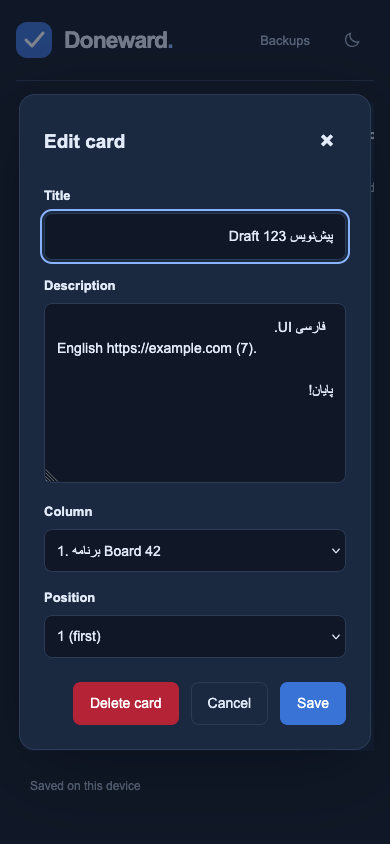 Doneward.
Backups
Edit card
Title
پیش‌نویس Draft 123
Description
فارسی UI.
English https://example.com (7).
پایان!
Column
1. برنامه Board 42
Position
1 (first)
Delete card
Cancel
Save
Saved on this device